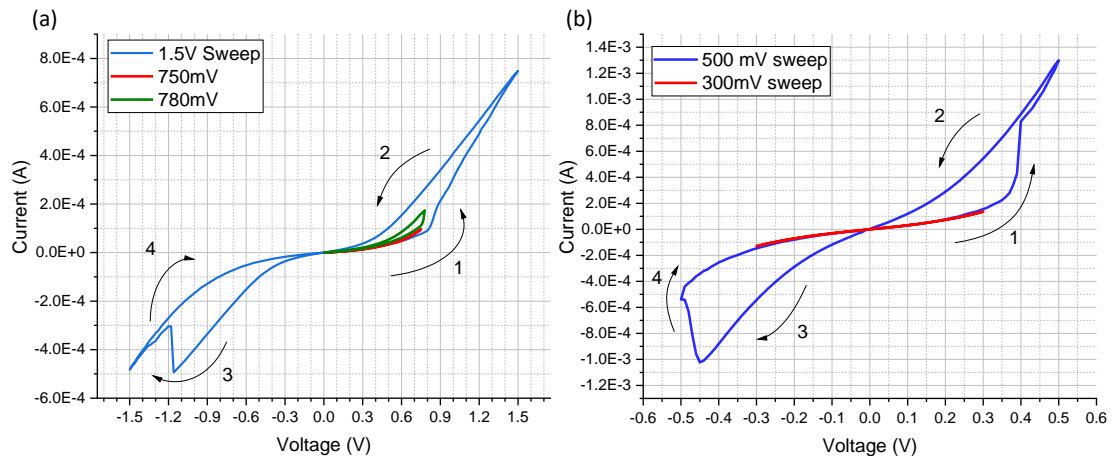 (a)
8.0E-4
6.0E-4
4.0E-4
2.0E-4
0.0E+0
-2.0E-4
-4.0E-4
-6.0E-4
Current (A)
1.5V Sweep
750mV
780mV
2
1
4
3
-1.5 -1.2 -0.9 -0.6 -0.3 0.0 0.3 0.6 0.9 1.2 1.5
Voltage (V)
(b)
1.4E-3
1.2E-3
1.0E-3
8.0E-4
6.0E-4
4.0E-4
2.0E-4
0.0E+0
-2.0E-4
-4.0E-4
-6.0E-4
-8.0E-4
-1.0E-3
-1.2E-3
Current (A)
500 mV sweep
300mV sweep
2
1
4
3
-0.6 -0.5 -0.4 -0.3 -0.2 -0.1 0.0 0.1 0.2 0.3 0.4 0.5 0.6
Voltage (V)